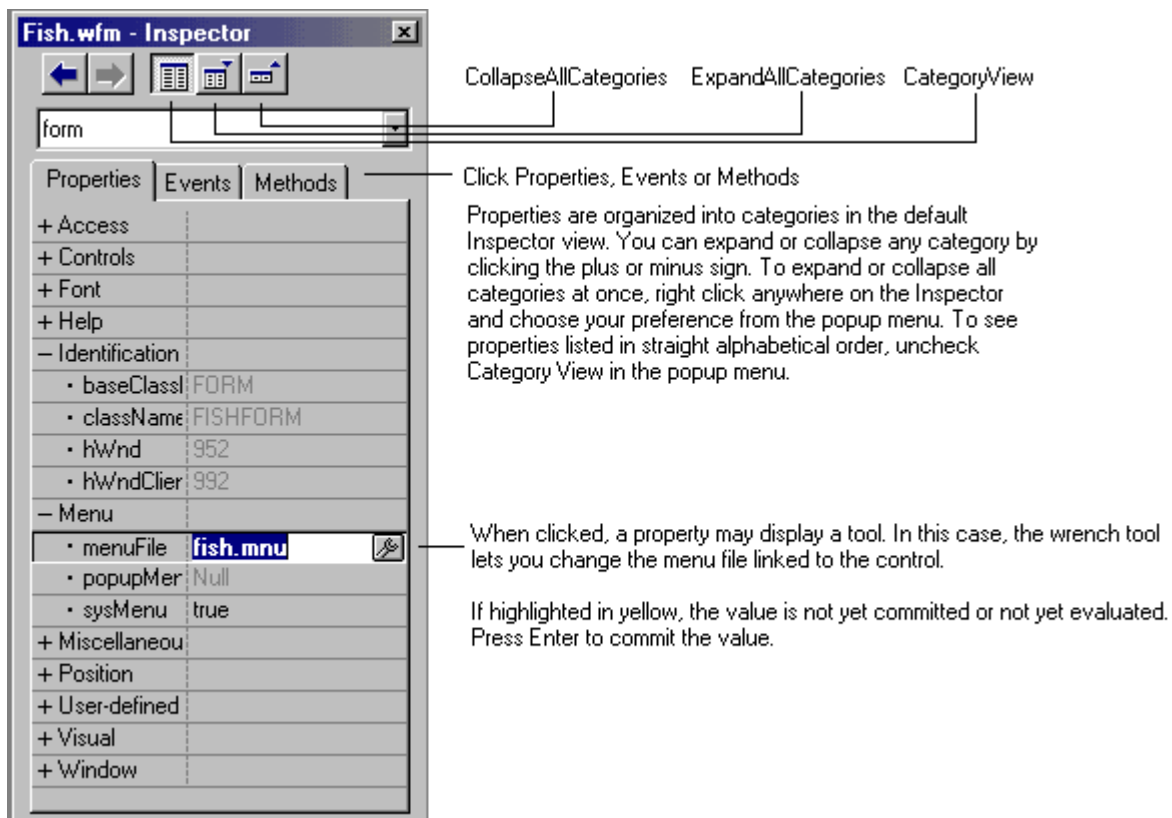 Fish.wfm - Inspector
CollapseAllCategories ExpandAllCategories CategoryView
form
Properties Events Methods
Click Properties, Events or Methods
+ Access
+ Controls
+ Font
+ Help
– Identification
• baseClassl FORM
• className FISHFORM
• hWnd 952
• hWndClier 992
– Menu
• menuFile fish.mnu
• popupMer Null
• sysMenu true
+ Miscellaneou
+ Position
+ User-defined
+ Visual
+ Window
Properties are organized into categories in the default
Inspector view. You can expand or collapse any category by
clicking the plus or minus sign. To expand or collapse all
categories at once, right click anywhere on the Inspector
and choose your preference from the popup menu. To see
properties listed in straight alphabetical order, uncheck
Category View in the popup menu.
When clicked, a property may display a tool. In this case, the wrench tool
lets you change the menu file linked to the control.
If highlighted in yellow, the value is not yet committed or not yet evaluated.
Press Enter to commit the value.